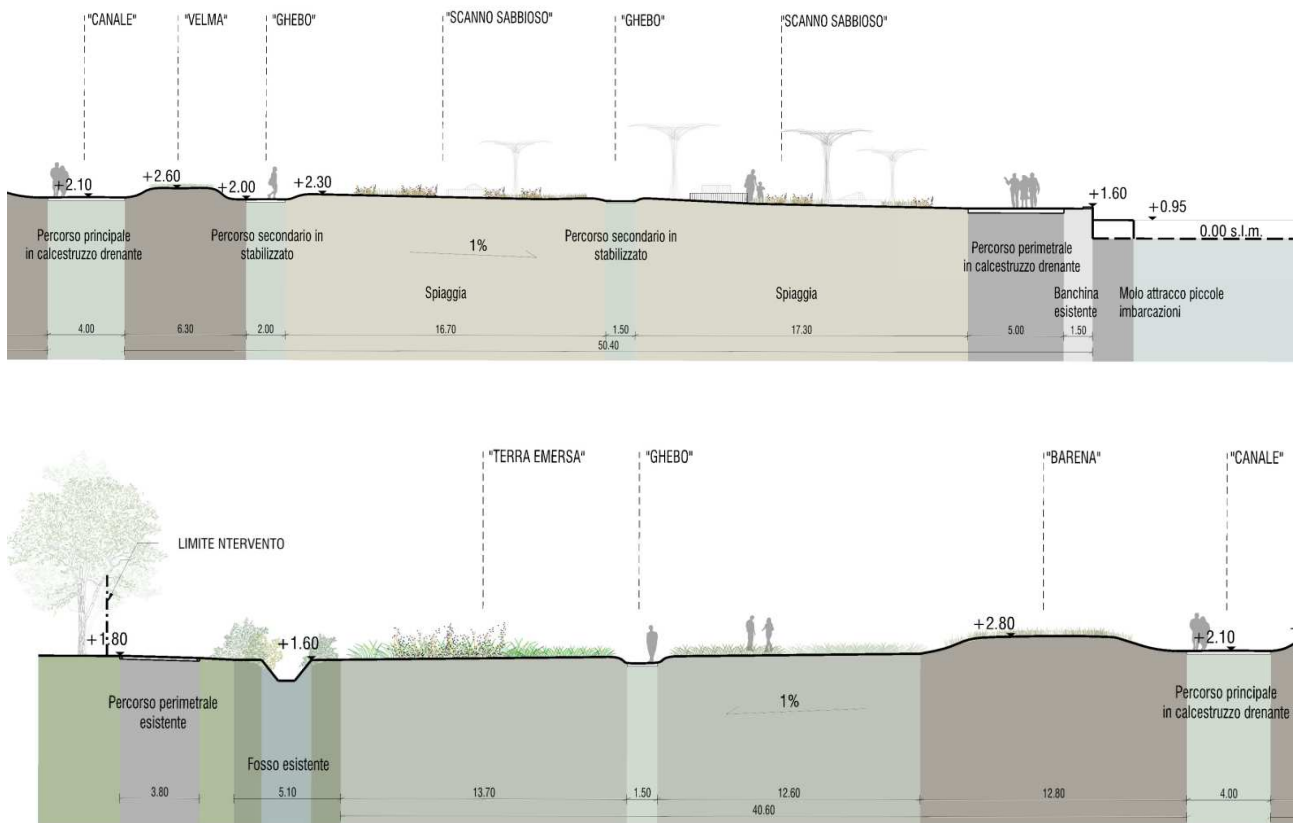 "CANALE" "VELMA" "GHEBO" "SCANNO SABBIOSO" "GHEBO" "SCANNO SABBIOSO"
+2.10 +2.60 +2.00 +2.30 +1.60 +0.95
0.00 s.l.m.
Percorso principale
in calcestruzzo drenante
Percorso secondario in
stabilizzato
1%
Percorso secondario in
stabilizzato
Percorso perimetrale
in calcestruzzo drenante
Spiaggia
Spiaggia
Banchina
esistente
Molo attracco piccole
imbarcazioni
4.00 6.30 2.00 16.70 1.50 17.30 5.00 1.50
50.40
"TERRA EMERSA" "GHEBO" "BARENA" "CANALE"
LIMITE NTERVENTO
+1.80 +1.60 +2.80 +2.10
Percorso perimetrale
esistente
1%
Percorso principale
in calcestruzzo drenante
Fosso esistente
3.80 5.10 13.70 1.50 12.60 12.80 4.00
40.60